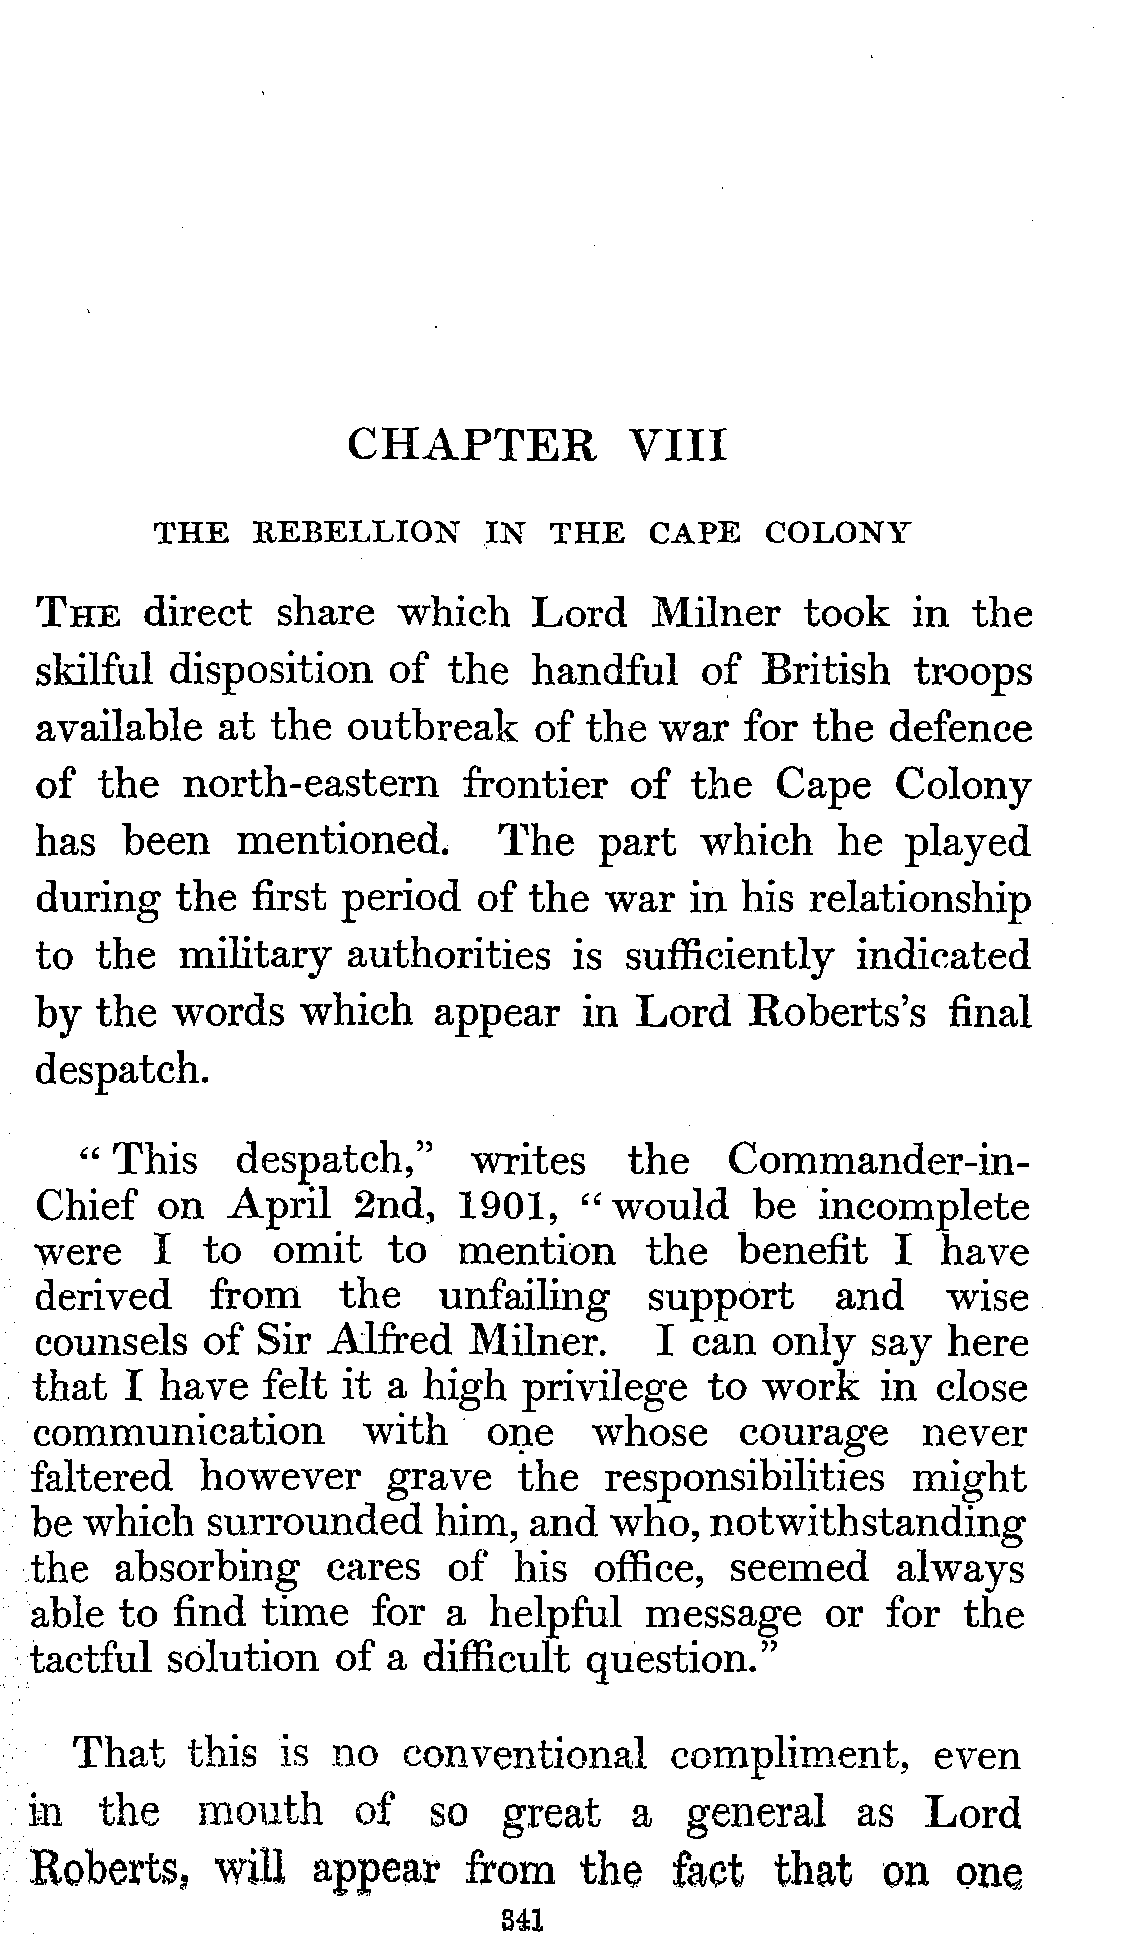 CHAPTER VIII
THE REBELLION IN THE CAPE COLONY
THE direct share which Lord Milner took in the
skilful disposition of the handful of British troops
available at the outbreak of the war for the defence
of the north-eastern frontier of the Cape Colony
has been mentioned. The part which he played
during the first period of the war in his relationship
to the military authorities is sufficiently indicated
by the words which appear in Lord Roberts's final
despatch.
“This despatch,” writes the Commander-in-
Chief on April 2nd, 1901, “would be incomplete
were I to omit to mention the benefit I have
derived from the unfailing support and wise
counsels of Sir Alfred Milner. I can only say here
that I have felt it a high privilege to work in close
communication with one whose courage never
faltered however grave the responsibilities might
be which surrounded him, and who, notwithstanding
the absorbing cares of his office, seemed always
able to find time for a helpful message or for the
tactful solution of a difficult question.”
That this is no conventional compliment, even
in the mouth of so great a general as Lord
Roberts, will appear from the fact that on one
341